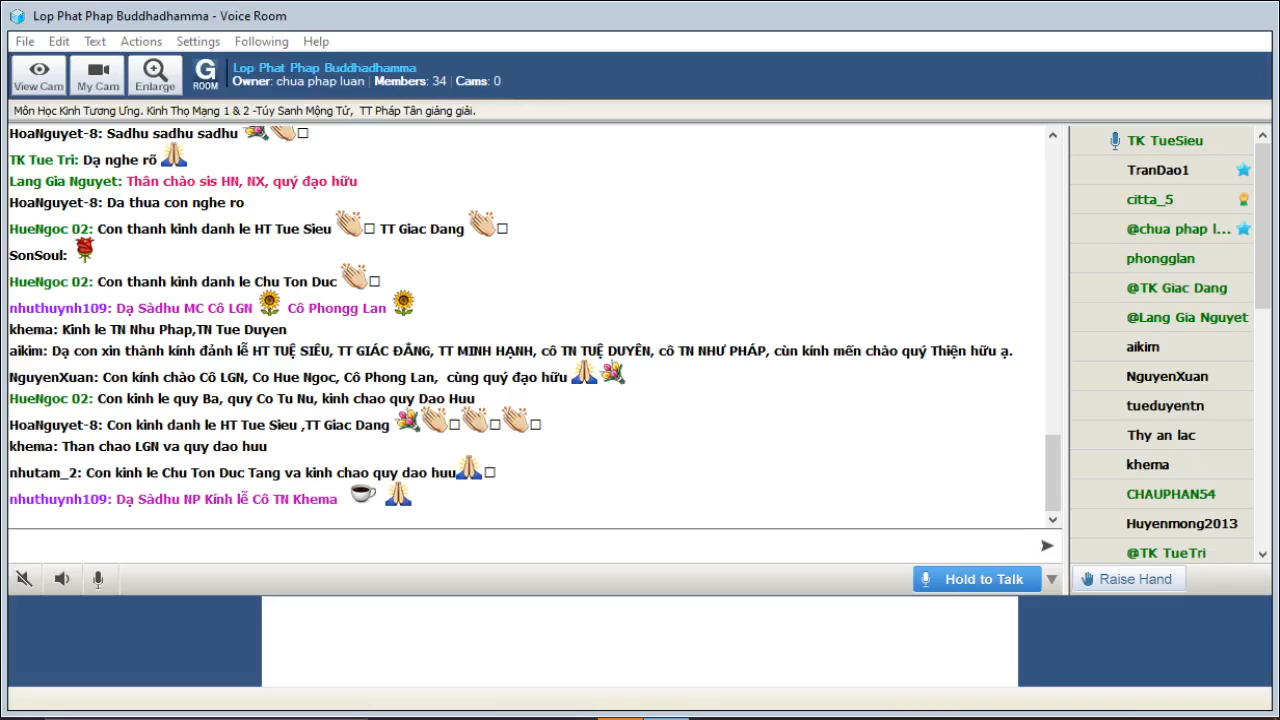 Lop Phat Phap Buddhadhamma - Voice Room
File Edit Text Actions Settings Following Help
View Cam
My Cam
Enlarge
G
ROOM
Lop Phat Phap Buddhadhamma
Owner: chua phap luan | Members: 34 | Cams: 0
Môn Học Kinh Tương Ưng. Kinh Thọ Mạng 1 & 2 -Túy Sanh Mộng Tử, TT Pháp Tân giảng giải.
HoaNguyet-8: Sadhu sadhu sadhu
TK Tue Tri: Dạ nghe rõ
Lang Gia Nguyet: Thân chào sis HN, NX, quý đạo hữu
HoaNguyet-8: Da thua con nghe ro
HueNgoc 02: Con thanh kinh danh le HT Tue Sieu TT Giac Dang
SonSoul:
HueNgoc 02: Con thanh kinh danh le Chu Ton Duc
nhuthuynh109: Dạ Sàdhu MC Cô LGN Cô Phongg Lan
khema: Kinh le TN Nhu Phap,TN Tue Duyen
aikim: Dạ con xin thành kính đảnh lễ HT TUỆ SIÊU, TT GIÁC ĐẲNG, TT MINH HẠNH, cô TN TUỆ DUYÊN, cô TN NHƯ PHÁP, cùn kính mến chào quý Thiện hữu ạ.
NguyenXuan: Con kính chào Cô LGN, Co Hue Ngoc, Cô Phong Lan, cùng quý đạo hữu
HueNgoc 02: Con kinh le quy Ba, quy Co Tu Nu, kinh chao quy Dao Huu
HoaNguyet-8: Con kinh danh le HT Tue Sieu ,TT Giac Dang
khema: Than chao LGN va quy dao huu
nhutam_2: Con kinh le Chu Ton Duc Tang va kinh chao quy dao huu
nhuthuynh109: Dạ Sàdhu NP Kính lễ Cô TN Khema
TK TueSieu
TranDao1
citta_5
@chua phap l...
phongglan
@TK Giac Dang
@Lang Gia Nguyet
aikim
NguyenXuan
tueduyentn
Thy an lac
khema
CHAUPHAN54
Huyenmong2013
@TK TueTri
Hold to Talk
Raise Hand